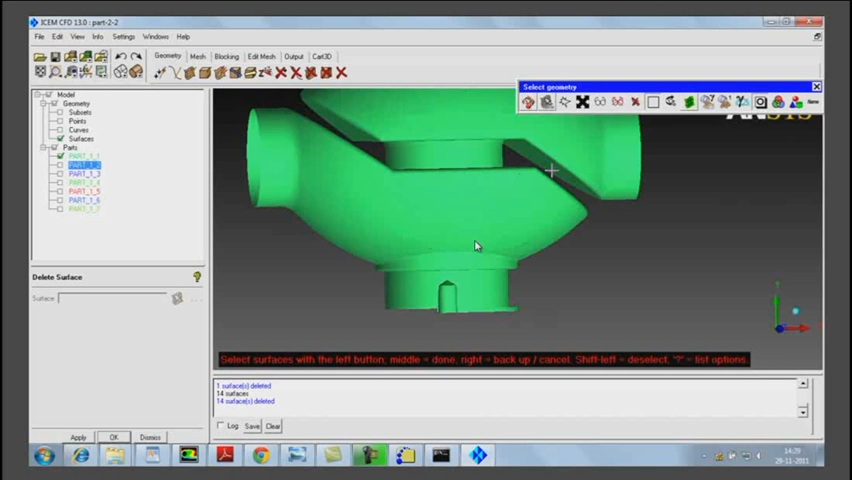 ICEM CFD 13.0 : part-2-2
File Edit View Info Settings Windows Help
Geometry Mesh Blocking Edit Mesh Output Cart3D
Select geometry
Model
Geometry
Subsets
Points
Curves
Surfaces
Parts
PART_1_1
PART_1_2
PART_1_3
PART_1_4
PART_1_5
PART_1_6
PART_1_7
Delete Surface
Surface
Select surfaces with the left button, middle = done, right = back up / cancel, Shift-left = deselect, "?" = list options.
1 surface(s) deleted
14 surfaces
14 surface(s) deleted
Log Save Clear
Apply OK Dismiss
14:29
29-11-2011